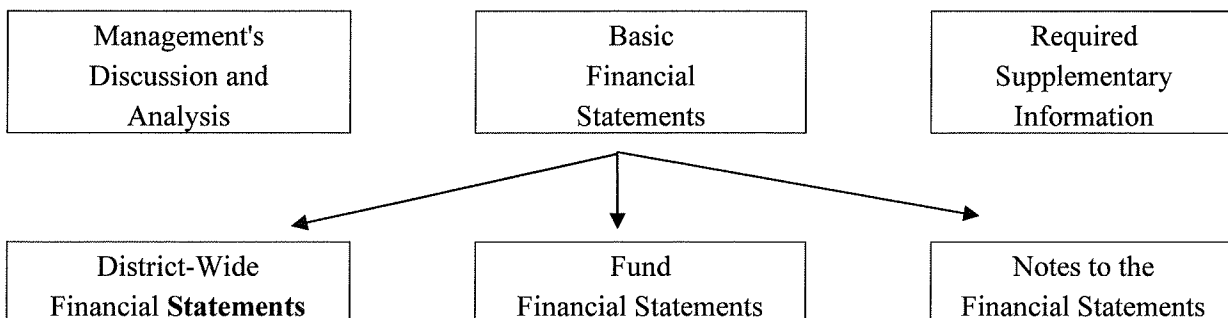 Management's
Discussion and
Analysis
Basic
Financial
Statements
Required
Supplementary
Information
District-Wide
Financial Statements
Fund
Financial Statements
Notes to the
Financial Statements